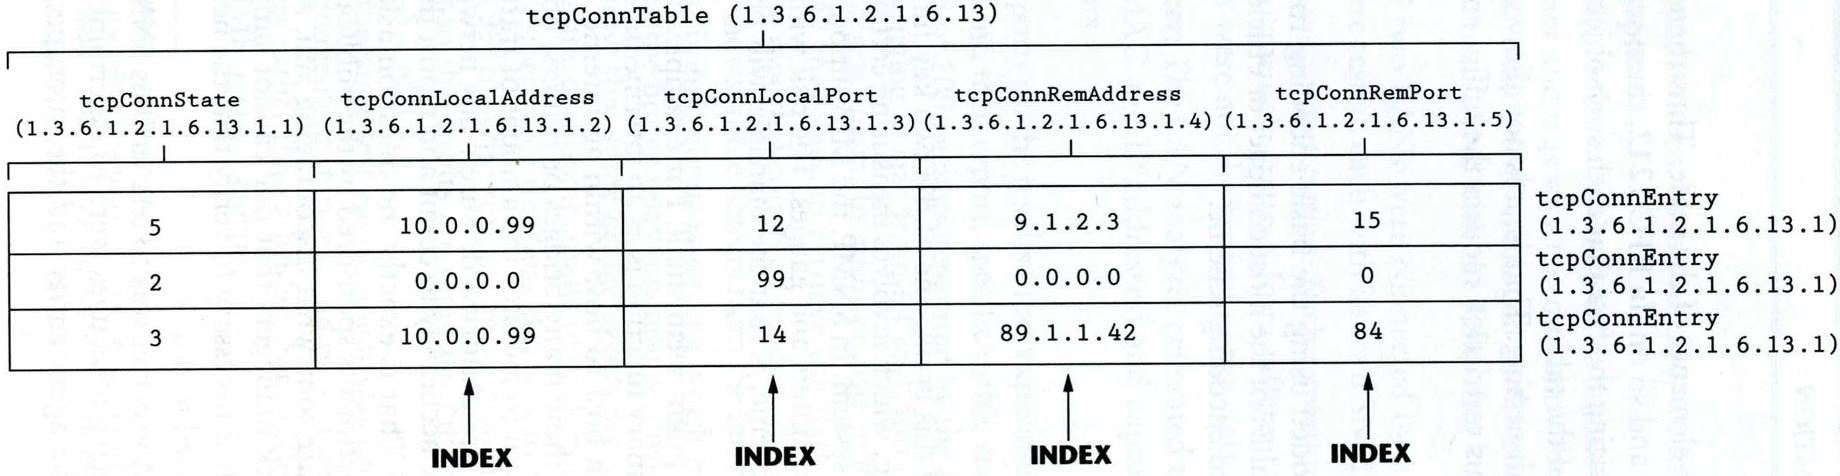 tcpConnTable (1.3.6.1.2.1.6.13)
tcpConnState tcpConnLocalAddress tcpConnLocalPort tcpConnRemAddress tcpConnRemPort
(1.3.6.1.2.1.6.13.1.1) (1.3.6.1.2.1.6.13.1.2) (1.3.6.1.2.1.6.13.1.3) (1.3.6.1.2.1.6.13.1.4) (1.3.6.1.2.1.6.13.1.5)
5 10.0.0.99 12 9.1.2.3 15
tcpConnEntry
(1.3.6.1.2.1.6.13.1)
2 0.0.0.0 99 0.0.0.0 0
tcpConnEntry
(1.3.6.1.2.1.6.13.1)
3 10.0.0.99 14 89.1.1.42 84
tcpConnEntry
(1.3.6.1.2.1.6.13.1)
INDEX INDEX INDEX INDEX